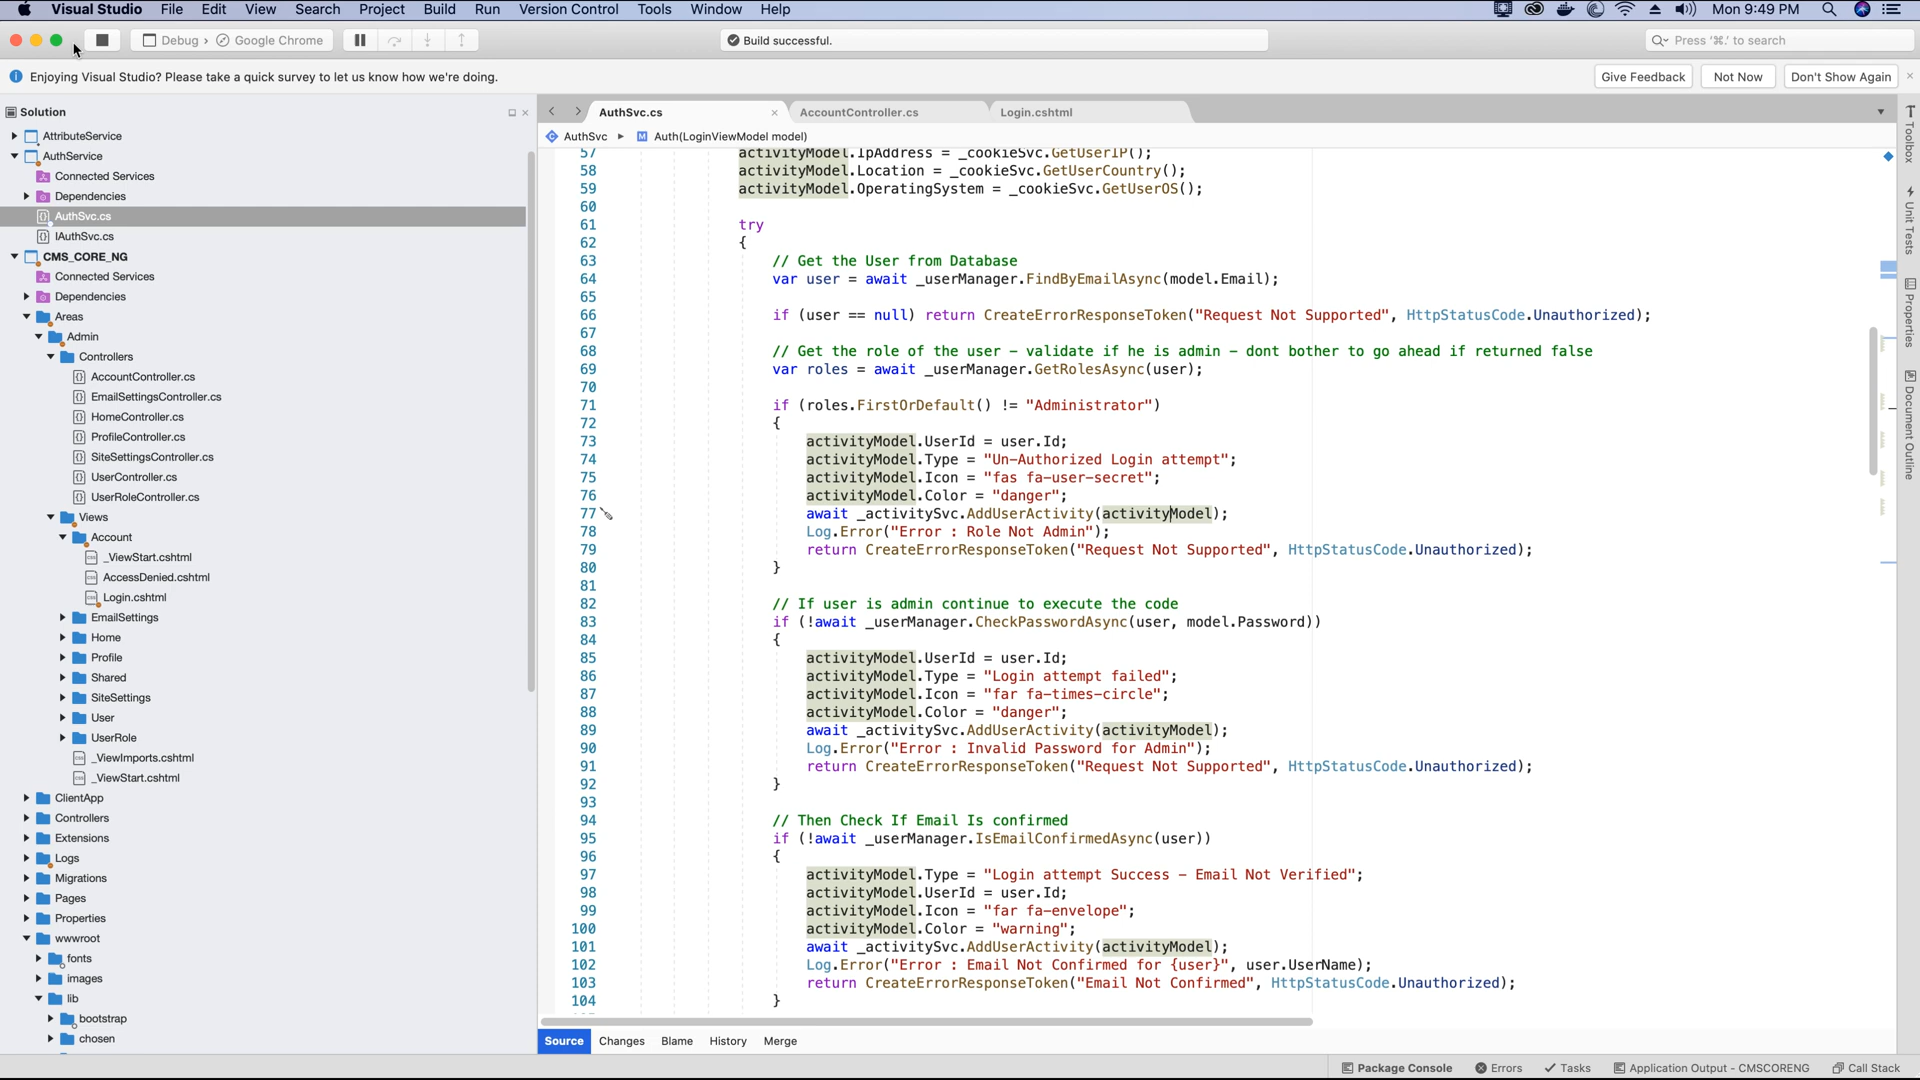 Visual Studio File Edit View Search Project Build Run Version Control Tools Window Help Mon 9:49 PM
Debug › Google Chrome Build successful. Press '⌘.' to search
Enjoying Visual Studio? Please take a quick survey to let us know how we're doing. Give Feedback Not Now Don't Show Again
Solution
AttributeService
AuthService
Connected Services
Dependencies
AuthSvc.cs
IAuthSvc.cs
CMS_CORE_NG
Connected Services
Dependencies
Areas
Admin
Controllers
AccountController.cs
EmailSettingsController.cs
HomeController.cs
ProfileController.cs
SiteSettingsController.cs
UserController.cs
UserRoleController.cs
Views
Account
_ViewStart.cshtml
AccessDenied.cshtml
Login.cshtml
EmailSettings
Home
Profile
Shared
SiteSettings
User
UserRole
_ViewImports.cshtml
_ViewStart.cshtml
ClientApp
Controllers
Extensions
Logs
Migrations
Pages
Properties
wwwroot
fonts
images
lib
bootstrap
chosen
AuthSvc.cs AccountController.cs Login.cshtml
AuthSvc Auth(LoginViewModel model)
57 activityModel.IpAddress = _cookieSvc.GetUserIP();
58 activityModel.Location = _cookieSvc.GetUserCountry();
59 activityModel.OperatingSystem = _cookieSvc.GetUserOS();
60
61 try
62 {
63 // Get the User from Database
64 var user = await _userManager.FindByEmailAsync(model.Email);
65
66 if (user == null) return CreateErrorResponseToken("Request Not Supported", HttpStatusCode.Unauthorized);
67
68 // Get the role of the user – validate if he is admin – dont bother to go ahead if returned false
69 var roles = await _userManager.GetRolesAsync(user);
70
71 if (roles.FirstOrDefault() != "Administrator")
72 {
73 activityModel.UserId = user.Id;
74 activityModel.Type = "Un-Authorized Login attempt";
75 activityModel.Icon = "fas fa-user-secret";
76 activityModel.Color = "danger";
77 await _activitySvc.AddUserActivity(activityModel);
78 Log.Error("Error : Role Not Admin");
79 return CreateErrorResponseToken("Request Not Supported", HttpStatusCode.Unauthorized);
80 }
81
82 // If user is admin continue to execute the code
83 if (!await _userManager.CheckPasswordAsync(user, model.Password))
84 {
85 activityModel.UserId = user.Id;
86 activityModel.Type = "Login attempt failed";
87 activityModel.Icon = "far fa-times-circle";
88 activityModel.Color = "danger";
89 await _activitySvc.AddUserActivity(activityModel);
90 Log.Error("Error : Invalid Password for Admin");
91 return CreateErrorResponseToken("Request Not Supported", HttpStatusCode.Unauthorized);
92 }
93
94 // Then Check If Email Is confirmed
95 if (!await _userManager.IsEmailConfirmedAsync(user))
96 {
97 activityModel.Type = "Login attempt Success – Email Not Verified";
98 activityModel.UserId = user.Id;
99 activityModel.Icon = "far fa-envelope";
100 activityModel.Color = "warning";
101 await _activitySvc.AddUserActivity(activityModel);
102 Log.Error("Error : Email Not Confirmed for {user}", user.UserName);
103 return CreateErrorResponseToken("Email Not Confirmed", HttpStatusCode.Unauthorized);
104 }
Source Changes Blame History Merge
Toolbox
Unit Tests
Properties
Document Outline
Package Console Errors Tasks Application Output - CMSCORENG Call Stack